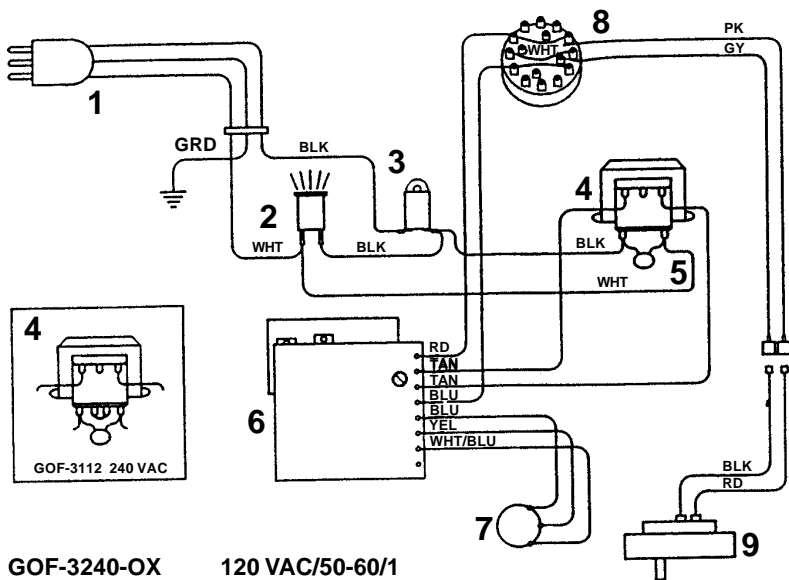 8
PK
WHT
GY
1
GRD
BLK
3
4
2
WHT
BLK
BLK
5
WHT
4
GOF-3112 240 VAC
RD
TAN
TAN
BLU
BLU
YEL
WHT/BLU
6
7
BLK
RD
9
GOF-3240-OX 120 VAC/50-60/1